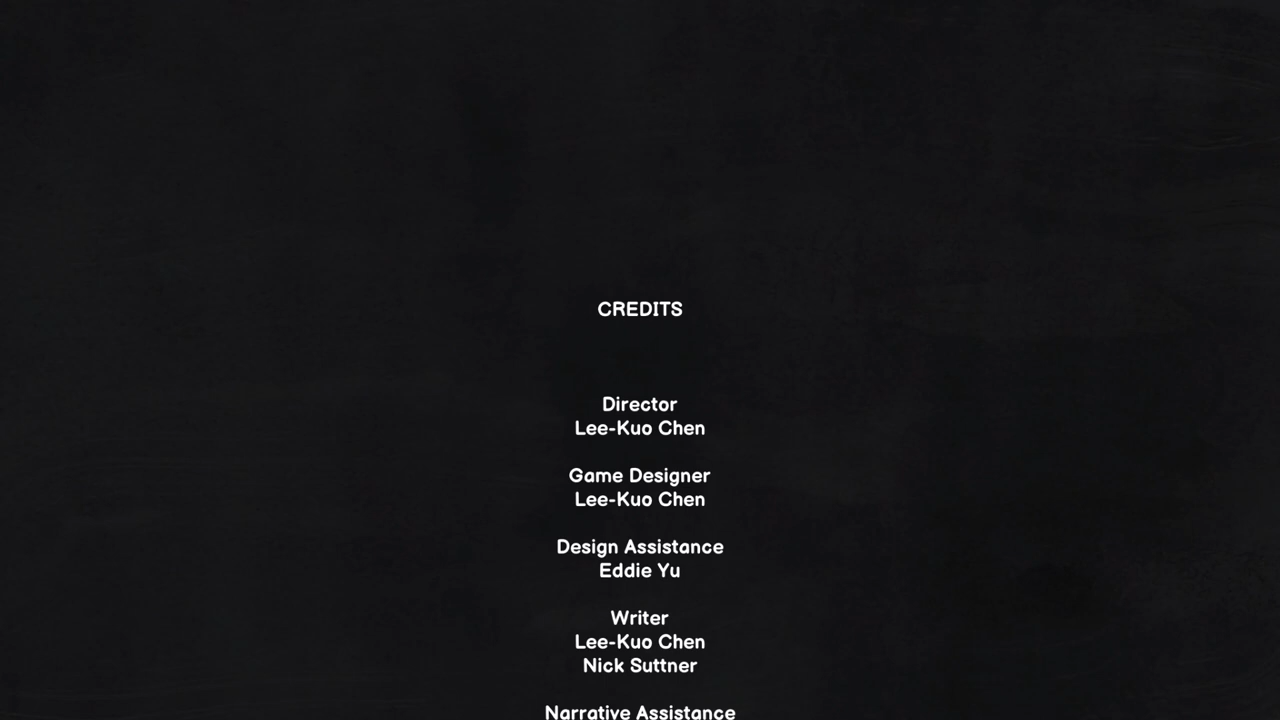 CREDITS
Director
Lee-Kuo Chen
Game Designer
Lee-Kuo Chen
Design Assistance
Eddie Yu
Writer
Lee-Kuo Chen
Nick Suttner
Narrative Assistance